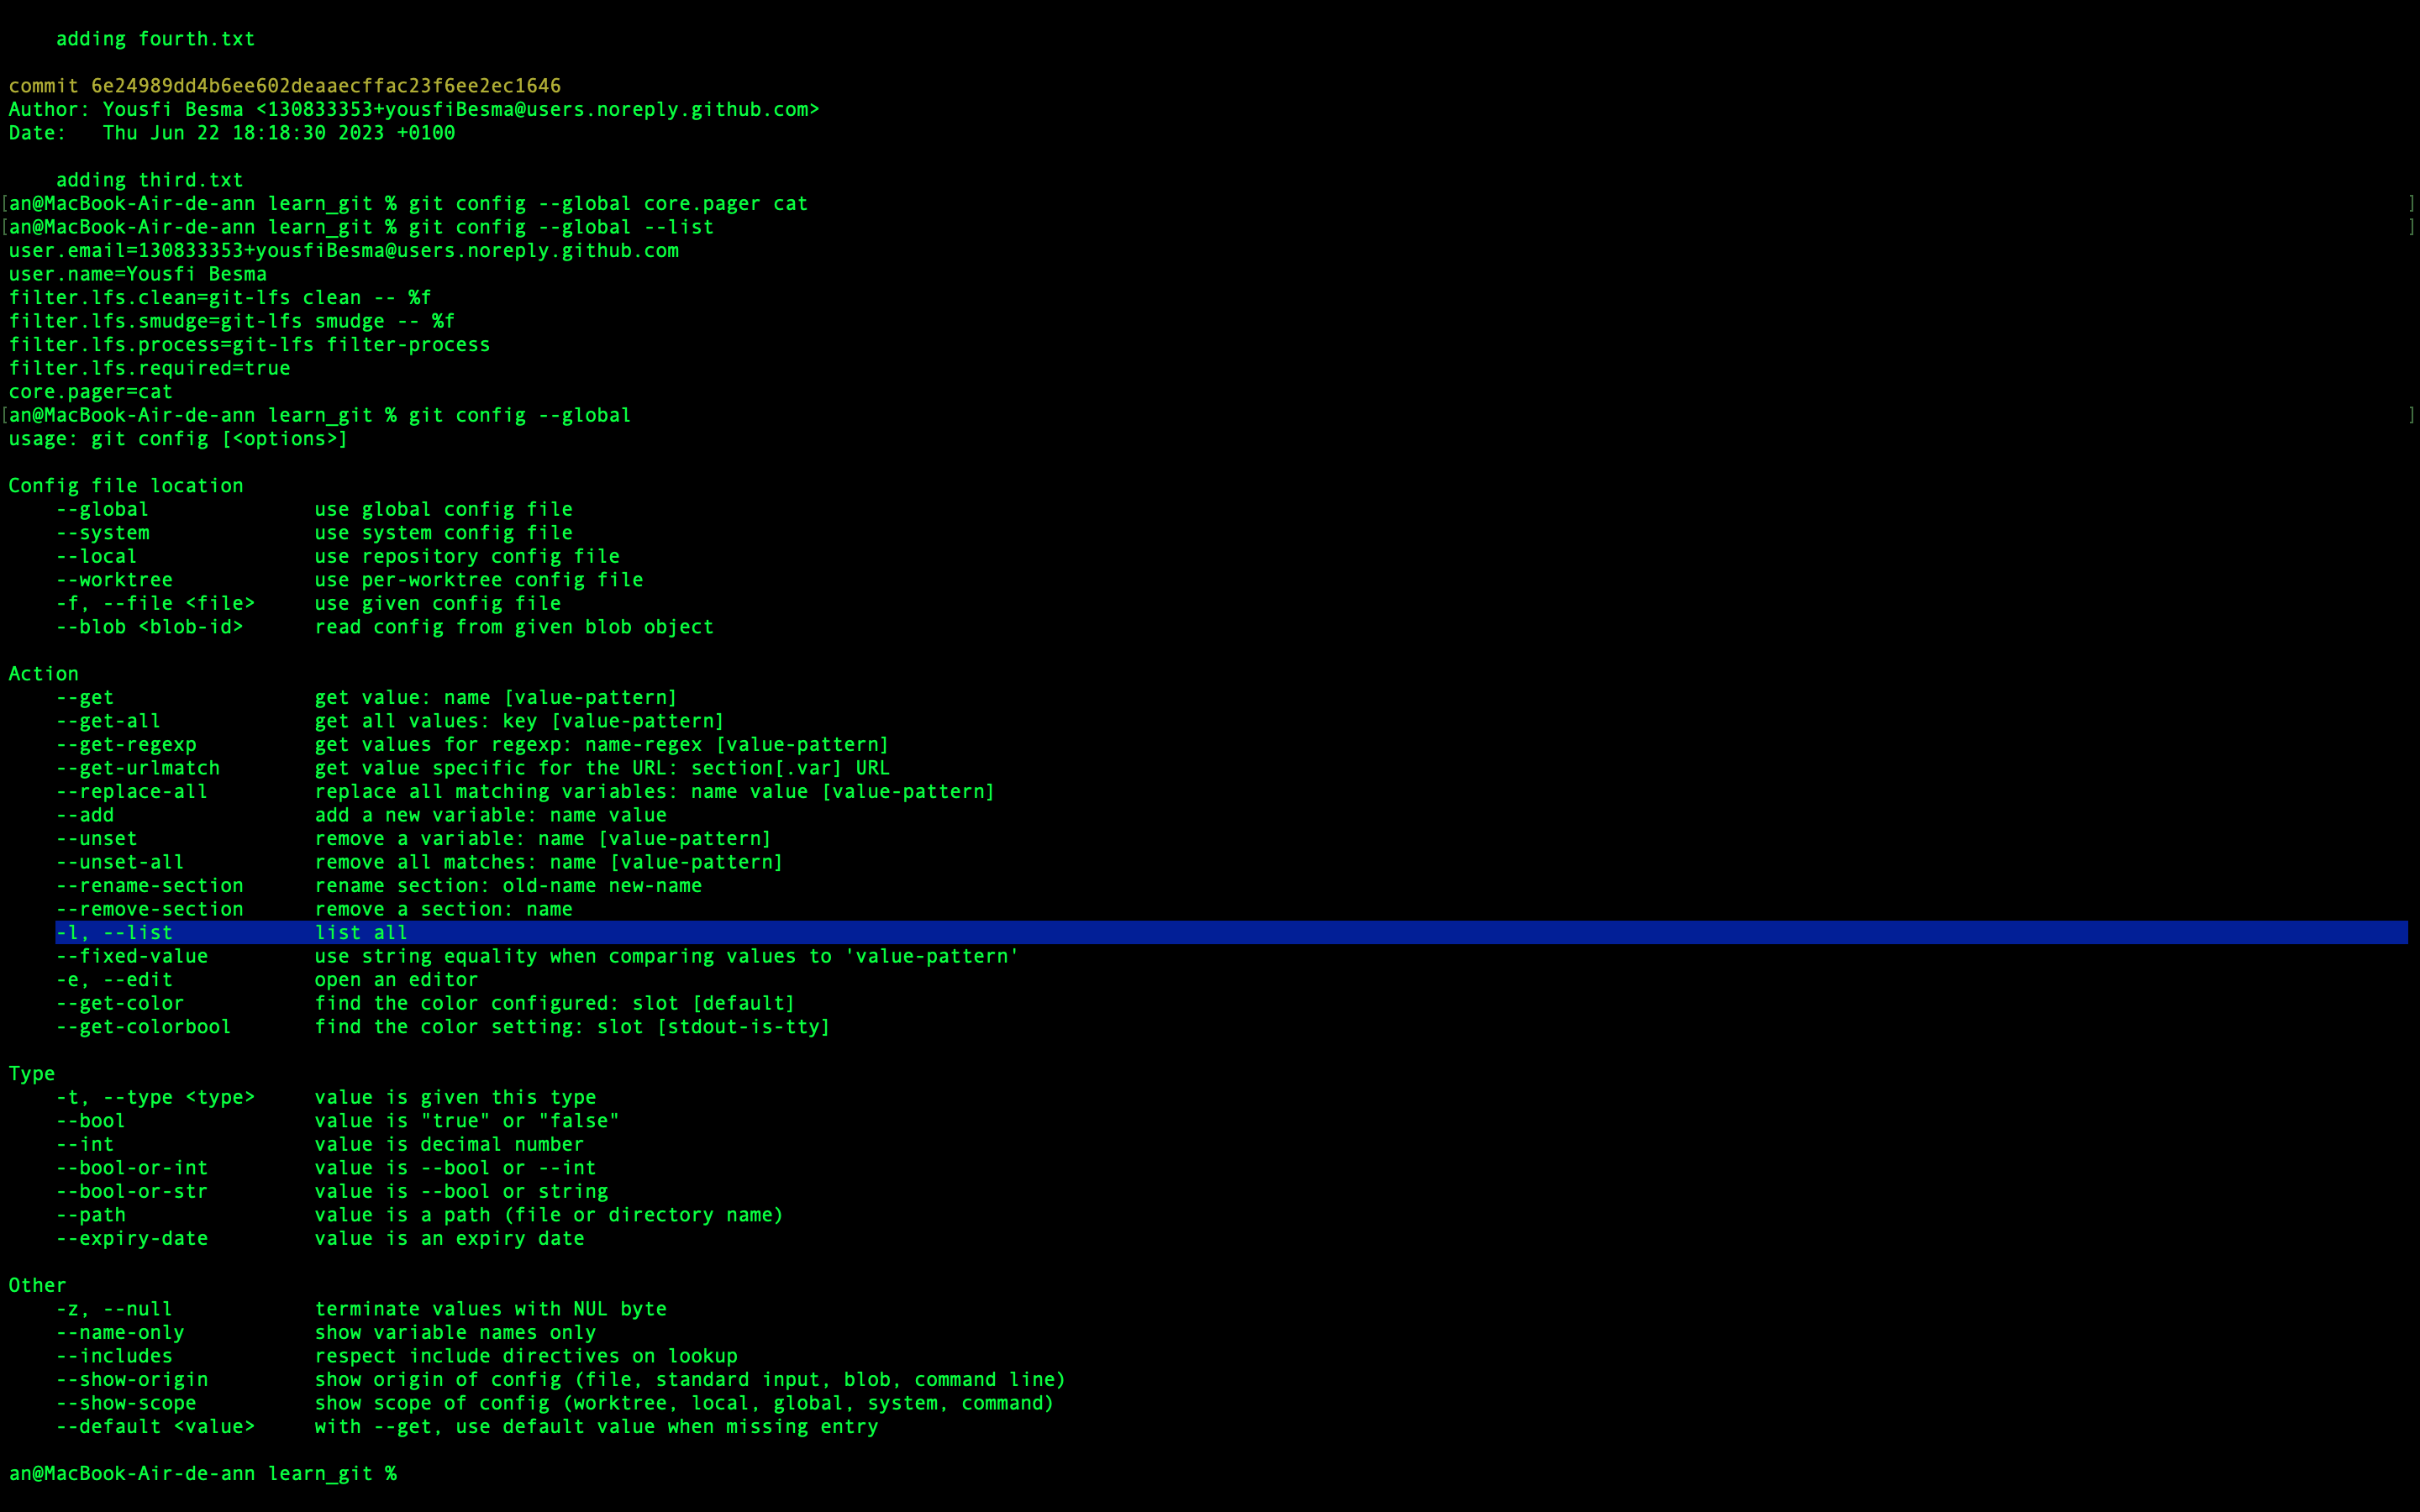 adding fourth.txt

commit 6e24989dd4b6ee602deaaecffac23f6ee2ec1646
Author: Yousfi Besma <130833353+yousfiBesma@users.noreply.github.com>
Date:   Thu Jun 22 18:18:30 2023 +0100

    adding third.txt
[an@MacBook-Air-de-ann learn_git % git config --global core.pager cat ]
[an@MacBook-Air-de-ann learn_git % git config --global --list ]
user.email=130833353+yousfiBesma@users.noreply.github.com
user.name=Yousfi Besma
filter.lfs.clean=git-lfs clean -- %f
filter.lfs.smudge=git-lfs smudge -- %f
filter.lfs.process=git-lfs filter-process
filter.lfs.required=true
core.pager=cat
[an@MacBook-Air-de-ann learn_git % git config --global ]
usage: git config [<options>]

Config file location
    --global              use global config file
    --system              use system config file
    --local               use repository config file
    --worktree            use per-worktree config file
    -f, --file <file>     use given config file
    --blob <blob-id>      read config from given blob object

Action
    --get                 get value: name [value-pattern]
    --get-all             get all values: key [value-pattern]
    --get-regexp          get values for regexp: name-regex [value-pattern]
    --get-urlmatch        get value specific for the URL: section[.var] URL
    --replace-all         replace all matching variables: name value [value-pattern]
    --add                 add a new variable: name value
    --unset               remove a variable: name [value-pattern]
    --unset-all           remove all matches: name [value-pattern]
    --rename-section      rename section: old-name new-name
    --remove-section      remove a section: name
    -l, --list            list all
    --fixed-value         use string equality when comparing values to 'value-pattern'
    -e, --edit            open an editor
    --get-color           find the color configured: slot [default]
    --get-colorbool       find the color setting: slot [stdout-is-tty]

Type
    -t, --type <type>     value is given this type
    --bool                value is "true" or "false"
    --int                 value is decimal number
    --bool-or-int         value is --bool or --int
    --bool-or-str         value is --bool or string
    --path                value is a path (file or directory name)
    --expiry-date         value is an expiry date

Other
    -z, --null            terminate values with NUL byte
    --name-only           show variable names only
    --includes            respect include directives on lookup
    --show-origin         show origin of config (file, standard input, blob, command line)
    --show-scope          show scope of config (worktree, local, global, system, command)
    --default <value>     with --get, use default value when missing entry

an@MacBook-Air-de-ann learn_git %